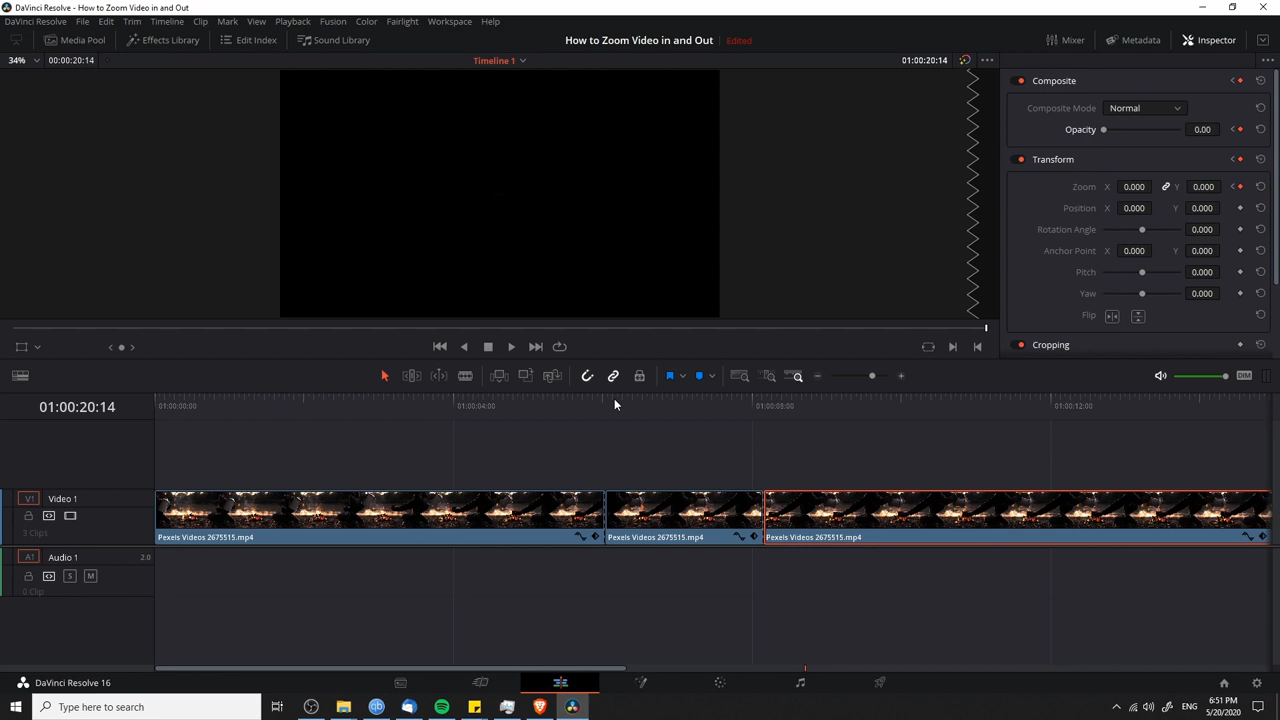 DaVinci Resolve - How to Zoom Video in and Out
DaVinci Resolve File Edit Trim Timeline Clip Mark View Playback Fusion Color Fairlight Workspace Help
Media Pool Effects Library Edit Index Sound Library How to Zoom Video in and Out Edited Mixer Metadata Inspector
34% 00:00:20:14 Timeline 1 01:00:20:14
Composite
Composite Mode Normal
Opacity 0.00
Transform
Zoom X 0.000 Y 0.000
Position X 0.000 Y 0.000
Rotation Angle 0.000
Anchor Point X 0.000 Y 0.000
Pitch 0.000
Yaw 0.000
Flip
Cropping
DIM
01:00:20:14 01:00:00:00 01:00:04:00 01:00:08:00 01:00:12:00
V1 Video 1
3 Clips
Pexels Videos 2675515.mp4 Pexels Videos 2675515.mp4 Pexels Videos 2675515.mp4
A1 Audio 1 2.0
S M
0 Clip
DaVinci Resolve 16
Type here to search
qb
ENG
6:51 PM
5/20/2020